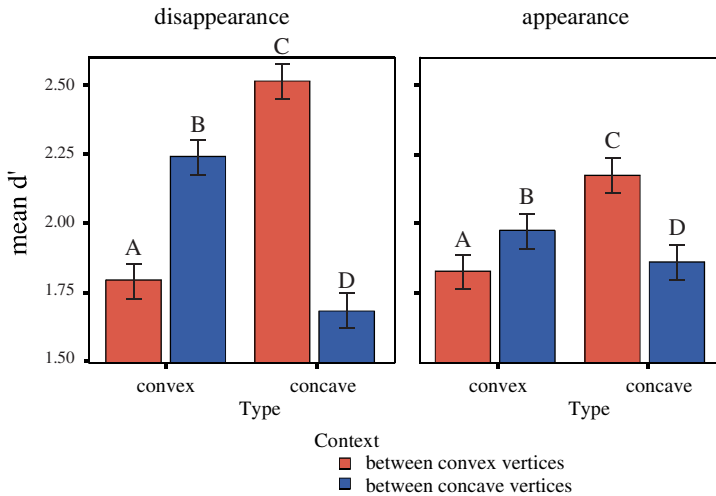 disappearance
appearance
mean d'
2.50
2.25
2.00
1.75
1.50
A
B
C
D
A
B
C
D
convex
concave
convex
concave
Type
Type
Context
between convex vertices
between concave vertices